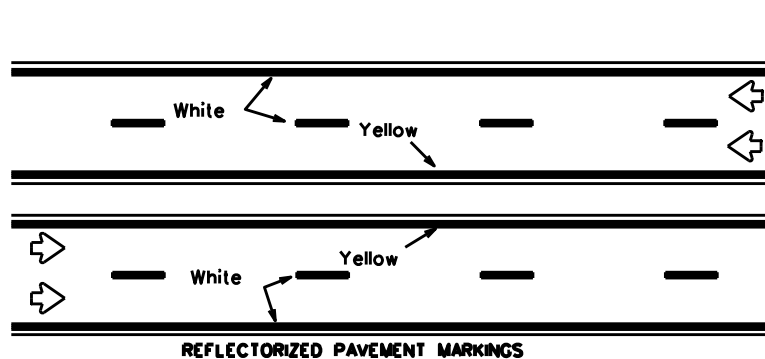 White
Yellow
Yellow
White
REFLECTORIZED PAVEMENT MARKINGS